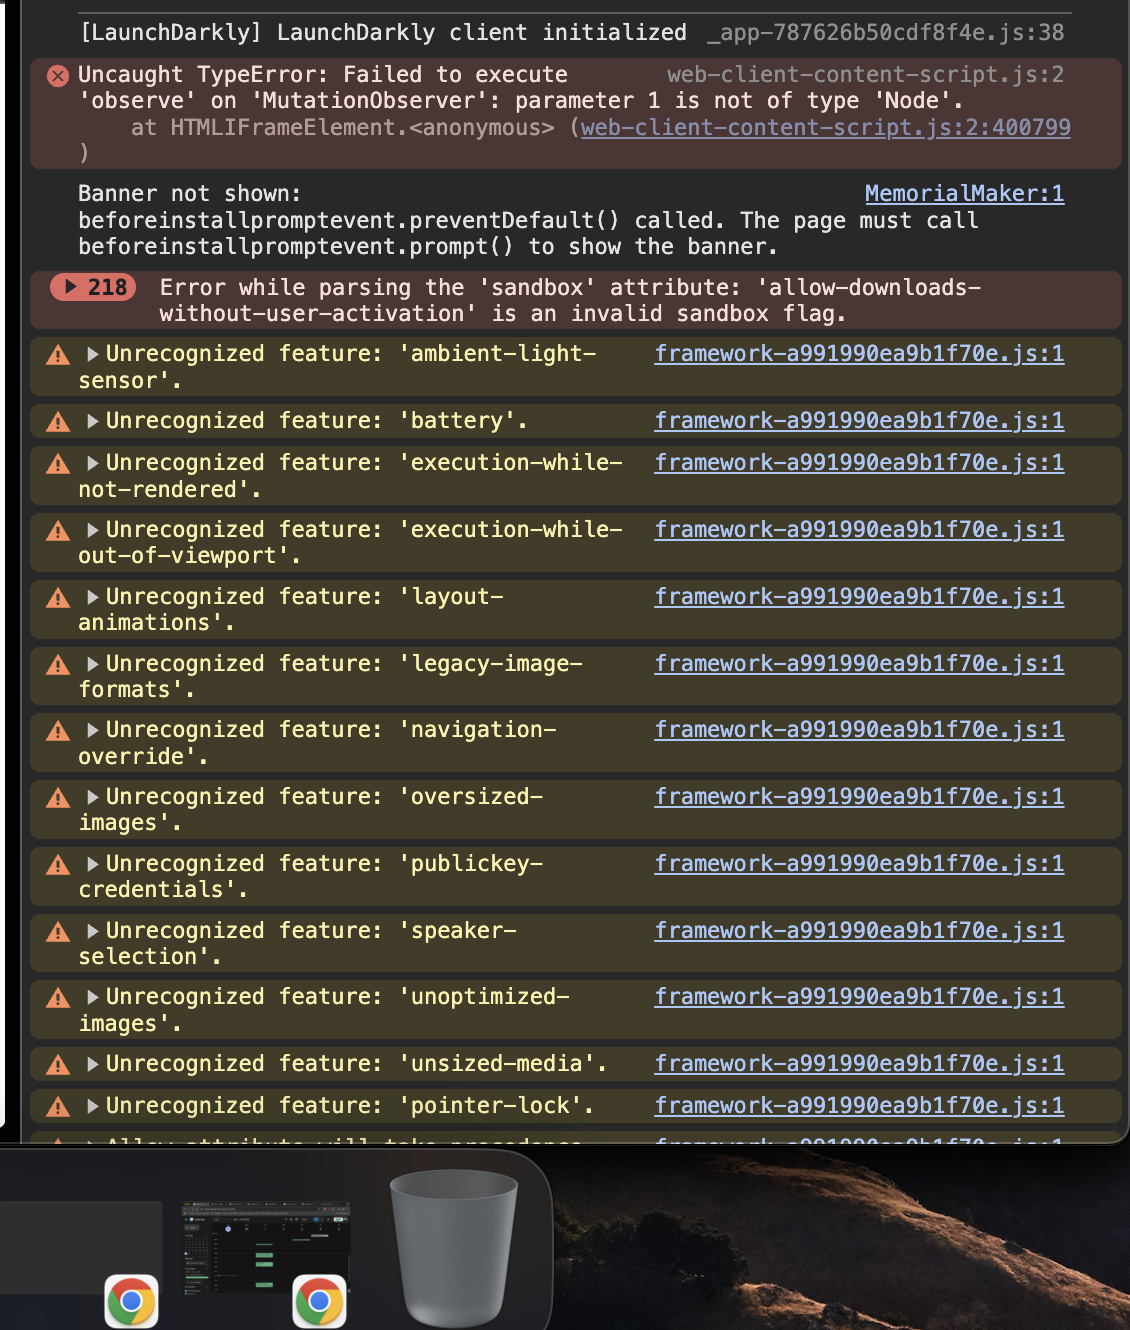 [LaunchDarkly] LaunchDarkly client initialized _app-787626b50cdf8f4e.js:38
Uncaught TypeError: Failed to execute web-client-content-script.js:2
'observe' on 'MutationObserver': parameter 1 is not of type 'Node'.
at HTMLIFrameElement.<anonymous> (web-client-content-script.js:2:400799
)
Banner not shown: MemorialMaker:1
beforeinstallpromptevent.preventDefault() called. The page must call
beforeinstallpromptevent.prompt() to show the banner.
218 Error while parsing the 'sandbox' attribute: 'allow-downloads-
without-user-activation' is an invalid sandbox flag.
Unrecognized feature: 'ambient-light- framework-a991990ea9b1f70e.js:1
sensor'.
Unrecognized feature: 'battery'. framework-a991990ea9b1f70e.js:1
Unrecognized feature: 'execution-while- framework-a991990ea9b1f70e.js:1
not-rendered'.
Unrecognized feature: 'execution-while- framework-a991990ea9b1f70e.js:1
out-of-viewport'.
Unrecognized feature: 'layout- framework-a991990ea9b1f70e.js:1
animations'.
Unrecognized feature: 'legacy-image- framework-a991990ea9b1f70e.js:1
formats'.
Unrecognized feature: 'navigation- framework-a991990ea9b1f70e.js:1
override'.
Unrecognized feature: 'oversized- framework-a991990ea9b1f70e.js:1
images'.
Unrecognized feature: 'publickey- framework-a991990ea9b1f70e.js:1
credentials'.
Unrecognized feature: 'speaker- framework-a991990ea9b1f70e.js:1
selection'.
Unrecognized feature: 'unoptimized- framework-a991990ea9b1f70e.js:1
images'.
Unrecognized feature: 'unsized-media'. framework-a991990ea9b1f70e.js:1
Unrecognized feature: 'pointer-lock'. framework-a991990ea9b1f70e.js:1
Allow attribute will take precedence framework-a991990ea9b1f70e.js:1